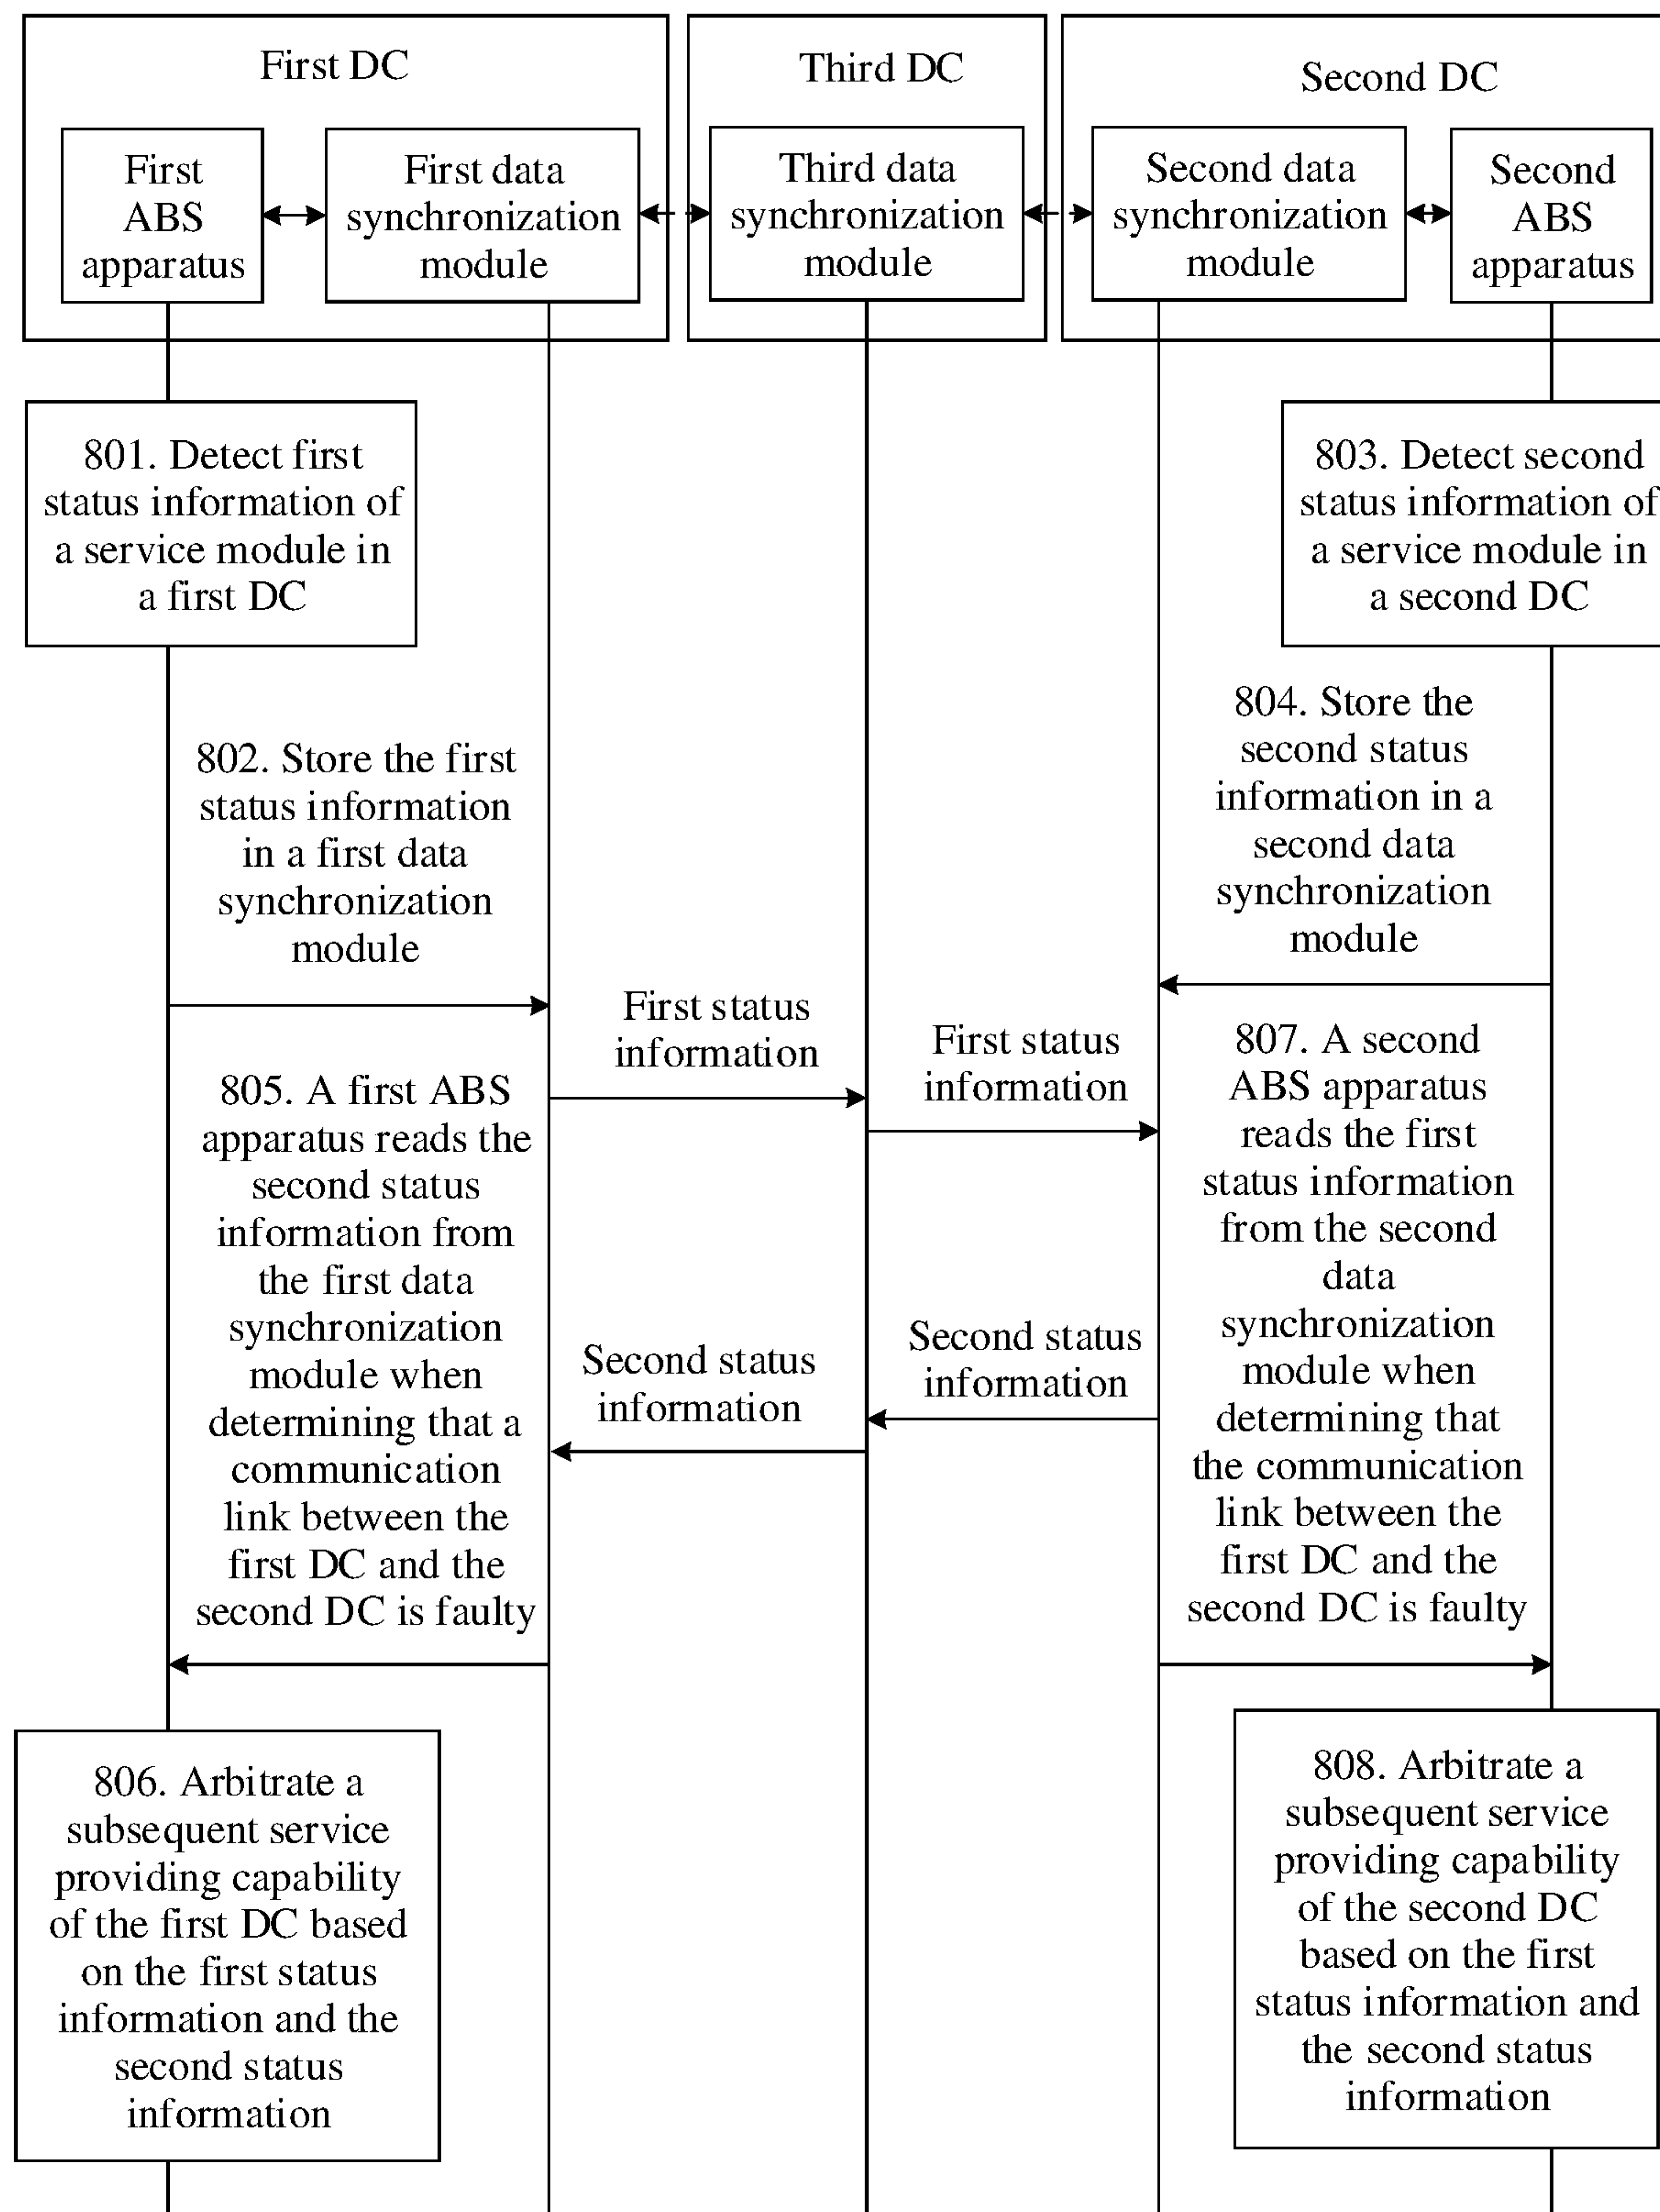 First DC
Third DC
Second DC
First
ABS
apparatus
First data
synchronization
module
Third data
synchronization
module
Second data
synchronization
module
Second
ABS
apparatus
801. Detect first
status information of
a service module in
a first DC
803. Detect second
status information of
a service module in
a second DC
802. Store the first
status information
in a first data
synchronization
module
804. Store the
second status
information in a
second data
synchronization
module
First status
information
First status
information
805. A first ABS
apparatus reads the
second status
information from
the first data
synchronization
module when
determining that a
communication
link between the
first DC and the
second DC is faulty
807. A second
ABS apparatus
reads the first
status information
from the second
data
synchronization
module when
determining that
the communication
link between the
first DC and the
second DC is faulty
Second status
information
Second status
information
806. Arbitrate a
subsequent service
providing capability
of the first DC based
on the first status
information and the
second status
information
808. Arbitrate a
subsequent service
providing capability
of the second DC
based on the first
status information and
the second status
information